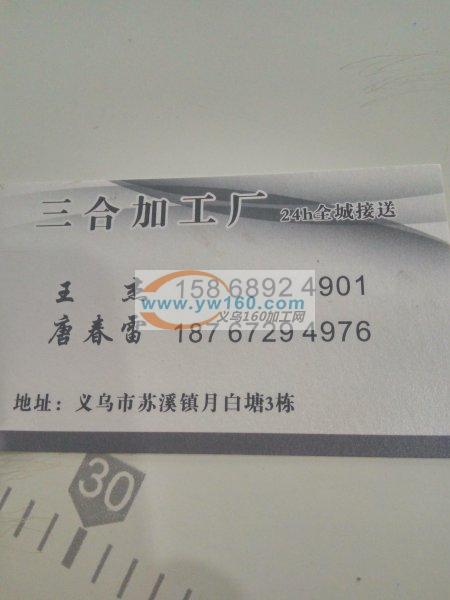 三合加工厂 24h全城接送
王 杰 158 6892 4901
www.yw160.com
义乌160加工网
唐春雷 187 6729 4976
地址：义乌市苏溪镇月白塘3栋
30